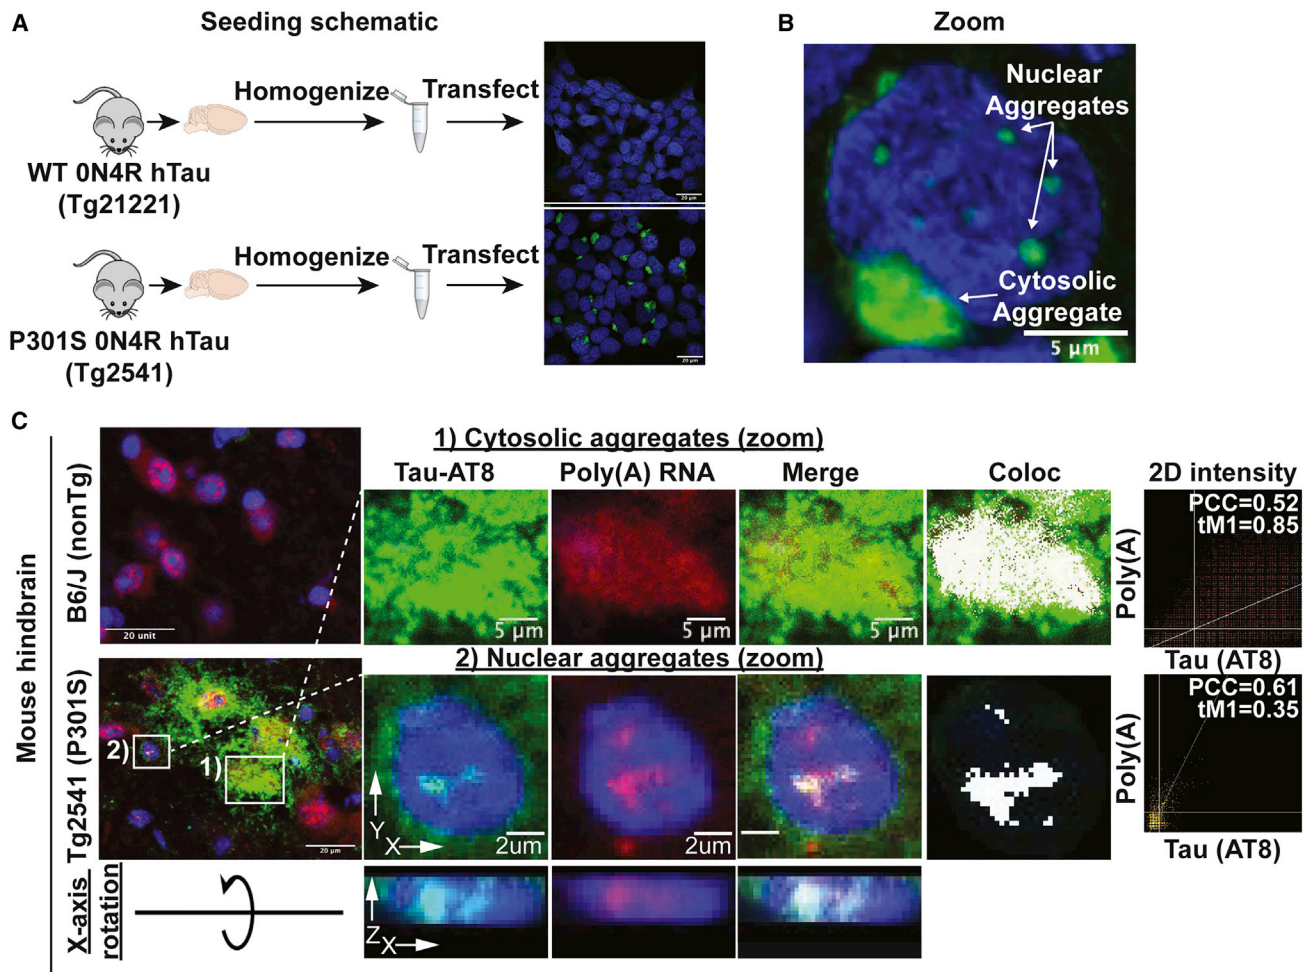 A
Seeding schematic
Homogenize
Transfect
WT 0N4R hTau
(Tg21221)
20 µm
Homogenize
Transfect
P301S 0N4R hTau
(Tg2541)
20 µm
B
Zoom
Nuclear
Aggregates
Cytosolic
Aggregate
5 µm
C
Mouse hindbrain
B6/J (nonTg)
20 unit
1) Cytosolic aggregates (zoom)
Tau-AT8
Poly(A) RNA
Merge
Coloc
2D intensity
5 µm
5 µm
5 µm
PCC=0.52
tM1=0.85
Poly(A)
Tau (AT8)
Tg2541 (P301S)
2)
1)
20 µm
2) Nuclear aggregates (zoom)
Y
X
2um
2um
PCC=0.61
tM1=0.35
Poly(A)
Tau (AT8)
X-axis
rotation
Z
X